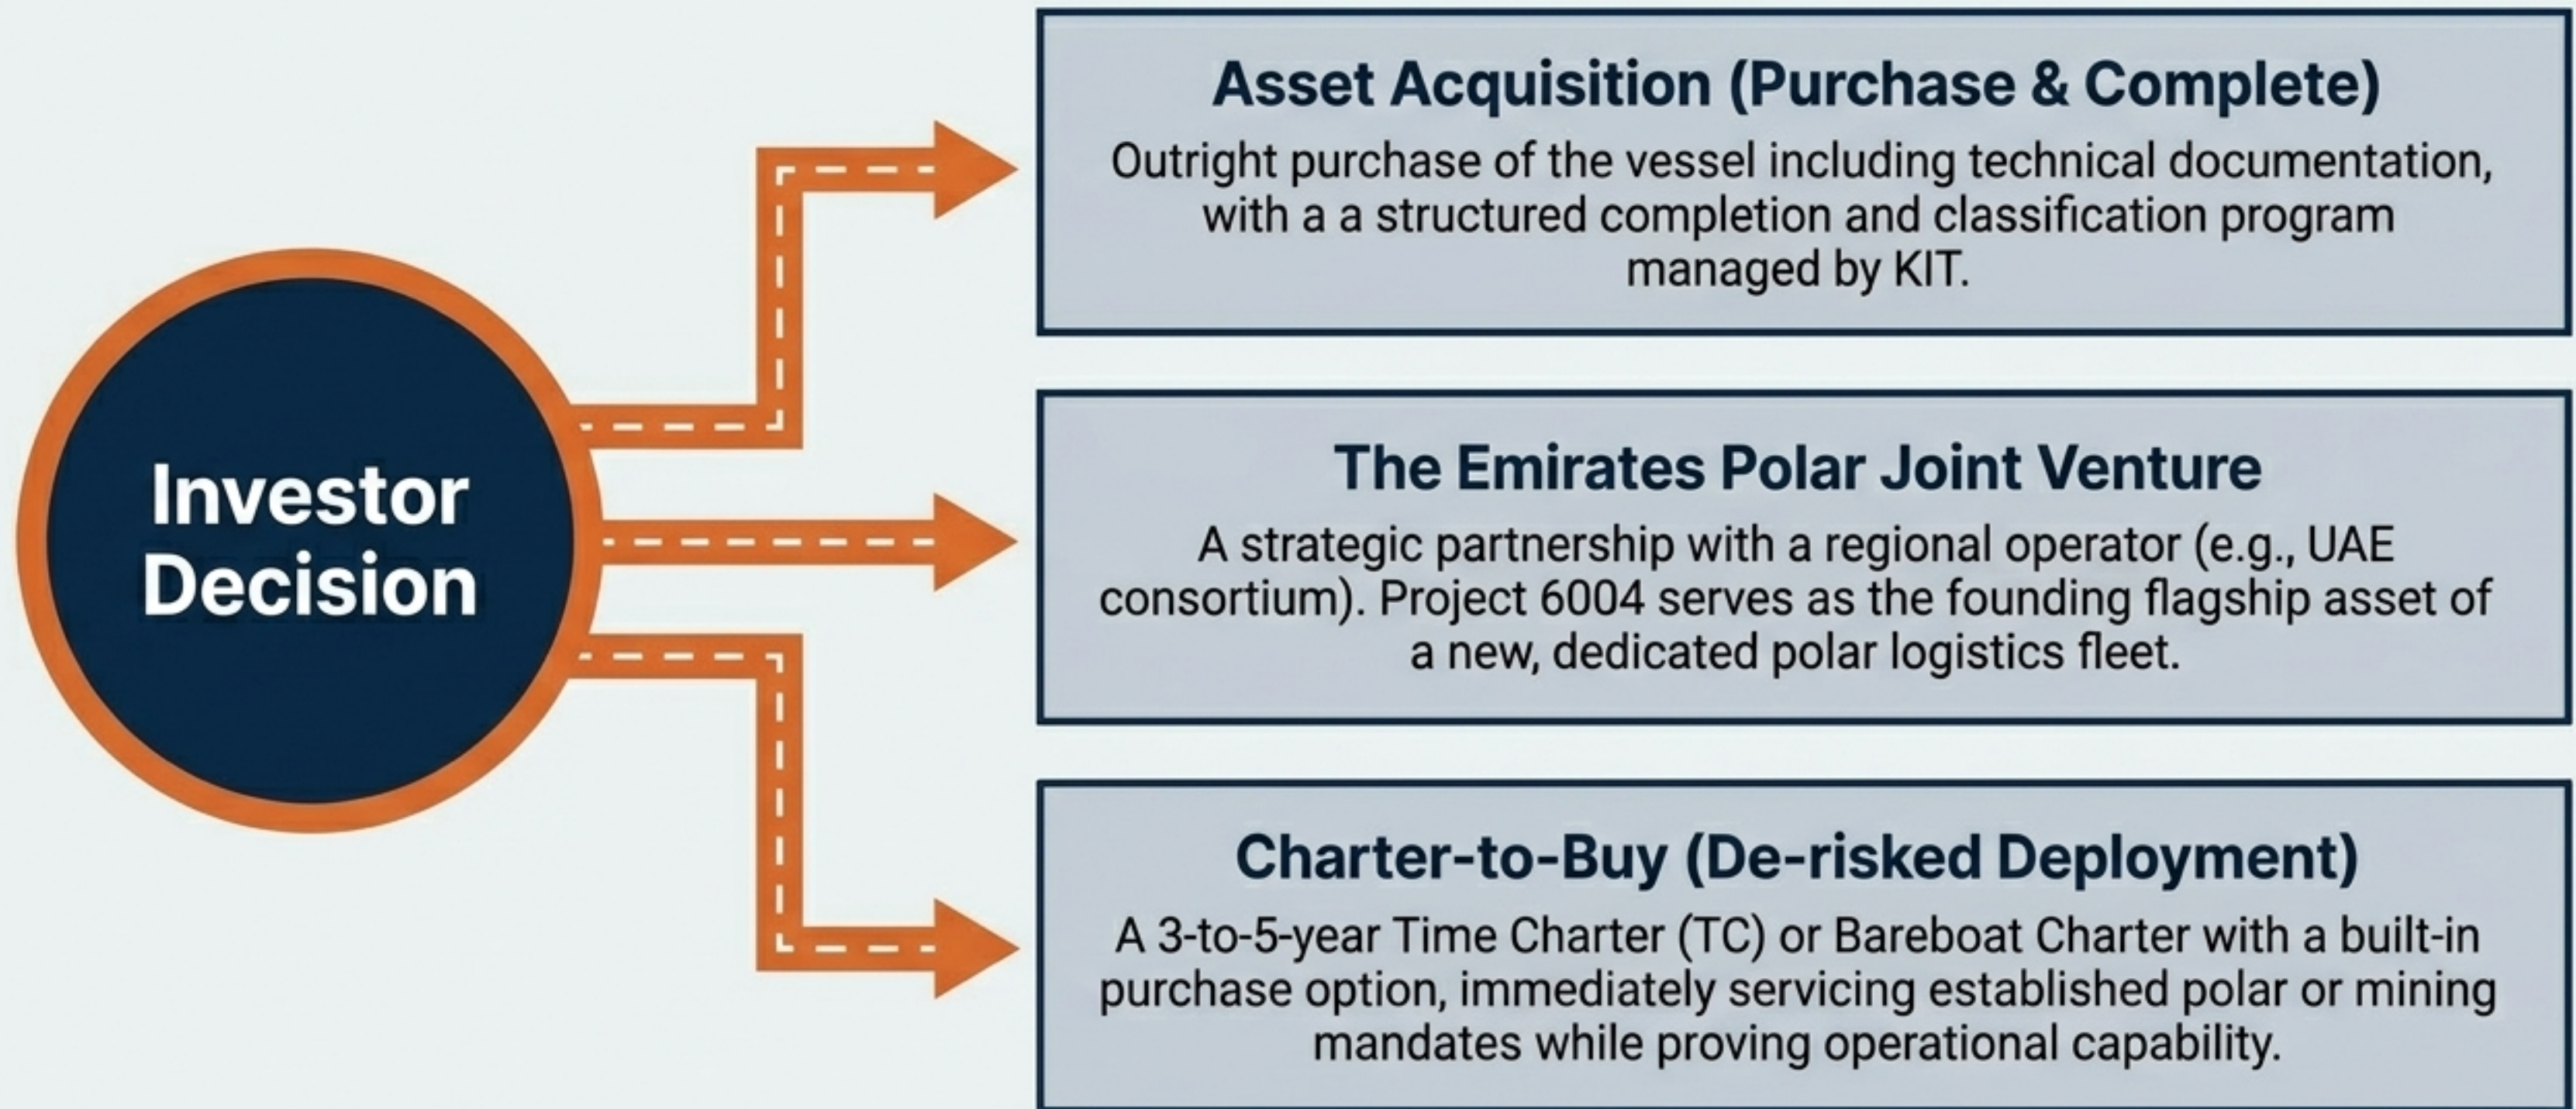 Investor
Decision
Asset Acquisition (Purchase & Complete)
Outright purchase of the vessel including technical documentation,
with a a structured completion and classification program
managed by KIT.
The Emirates Polar Joint Venture
A strategic partnership with a regional operator (e.g., UAE
consortium). Project 6004 serves as the founding flagship asset of
a new, dedicated polar logistics fleet.
Charter-to-Buy (De-risked Deployment)
A 3-to-5-year Time Charter (TC) or Bareboat Charter with a built-in
purchase option, immediately servicing established polar or mining
mandates while proving operational capability.